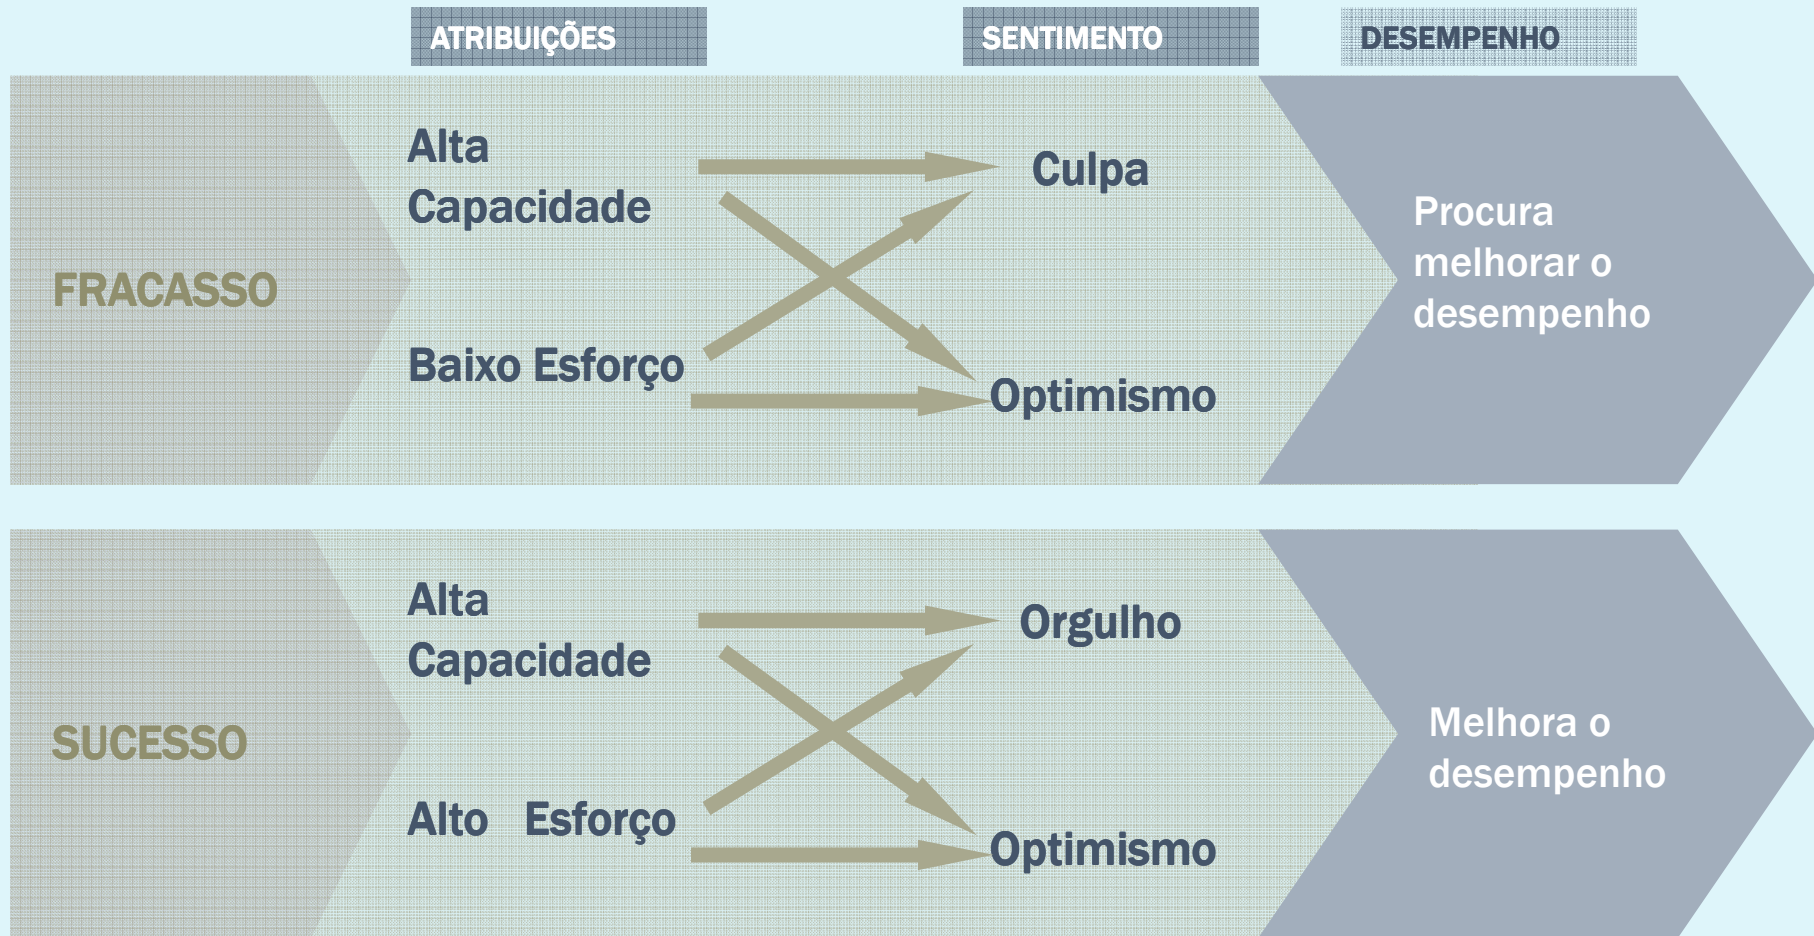 ATRIBUIÇÕES
SENTIMENTO
DESEMPENHO
FRACASSO
Alta
Capacidade
Baixo Esforço
Culpa
Optimismo
Procura
melhorar o
desempenho
SUCESSO
Alta
Capacidade
Alto Esforço
Orgulho
Optimismo
Melhora o
desempenho